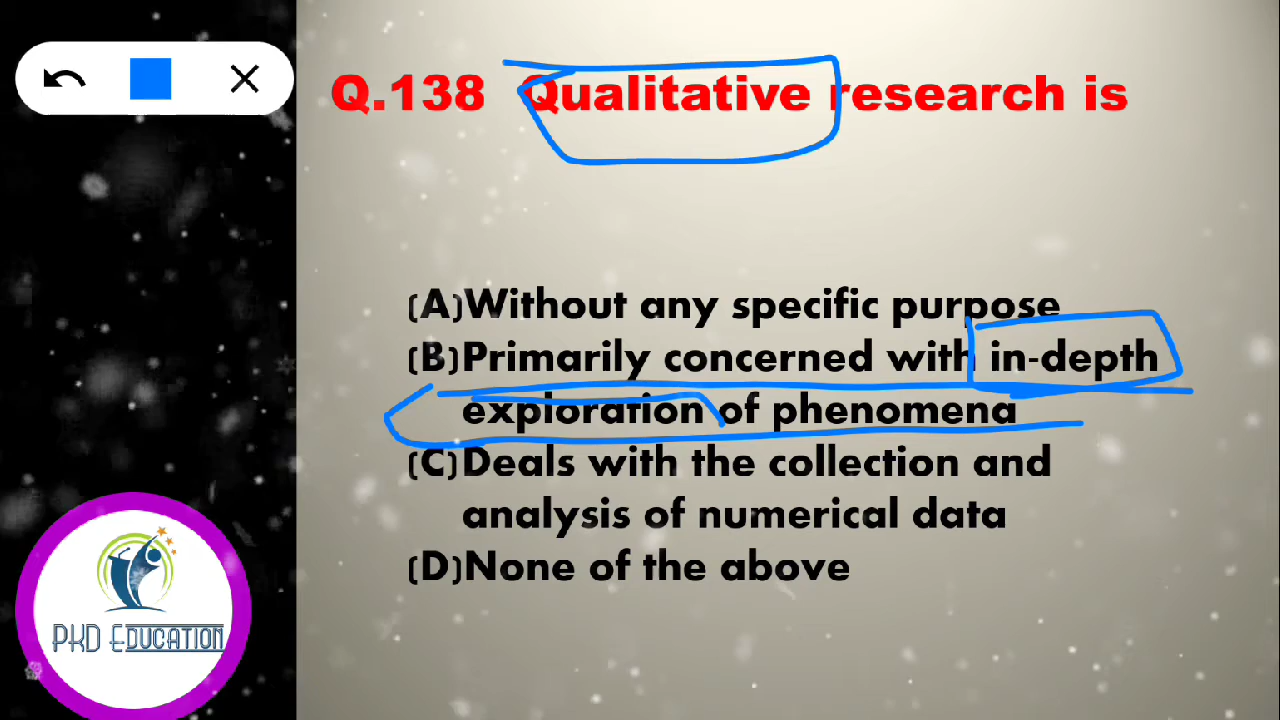 Q.138 Qualitative research is
(A)Without any specific purpose
(B)Primarily concerned with in-depth
exploration of phenomena
(C)Deals with the collection and
analysis of numerical data
(D)None of the above
PKD EDUCATION